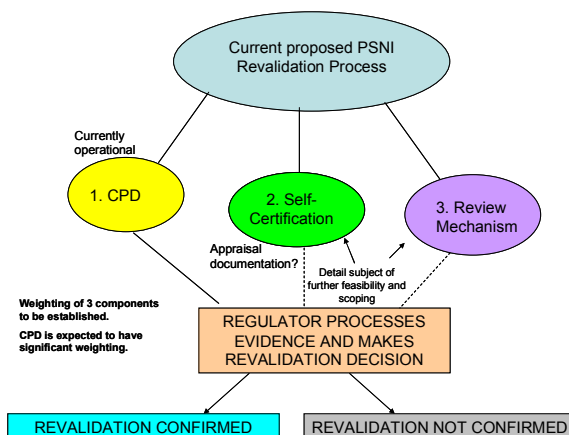 Current proposed PSNI
Revalidation Process
Currently
operational
1. CPD
2. Self-
Certification
3. Review
Mechanism
Appraisal
documentation?
Detail subject of
further feasibility and
scoping
Weighting of 3 components
to be established.
CPD is expected to have
significant weighting.
REGULATOR PROCESSES
EVIDENCE AND MAKES
REVALIDATION DECISION
REVALIDATION CONFIRMED
REVALIDATION NOT CONFIRMED